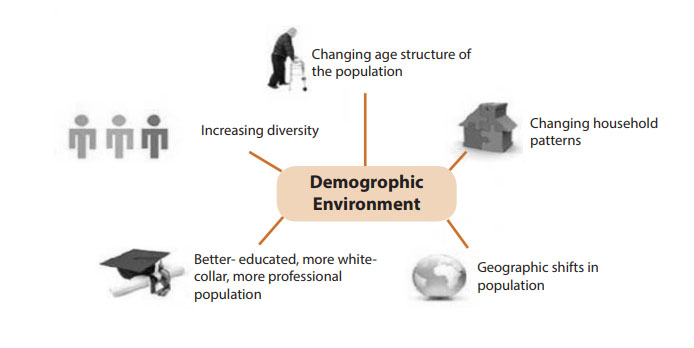 Changing age structure of
the population
Increasing diversity
Changing household
patterns
Demographic
Environment
Better- educated, more white-
collar, more professional
population
Geographic shifts in
population